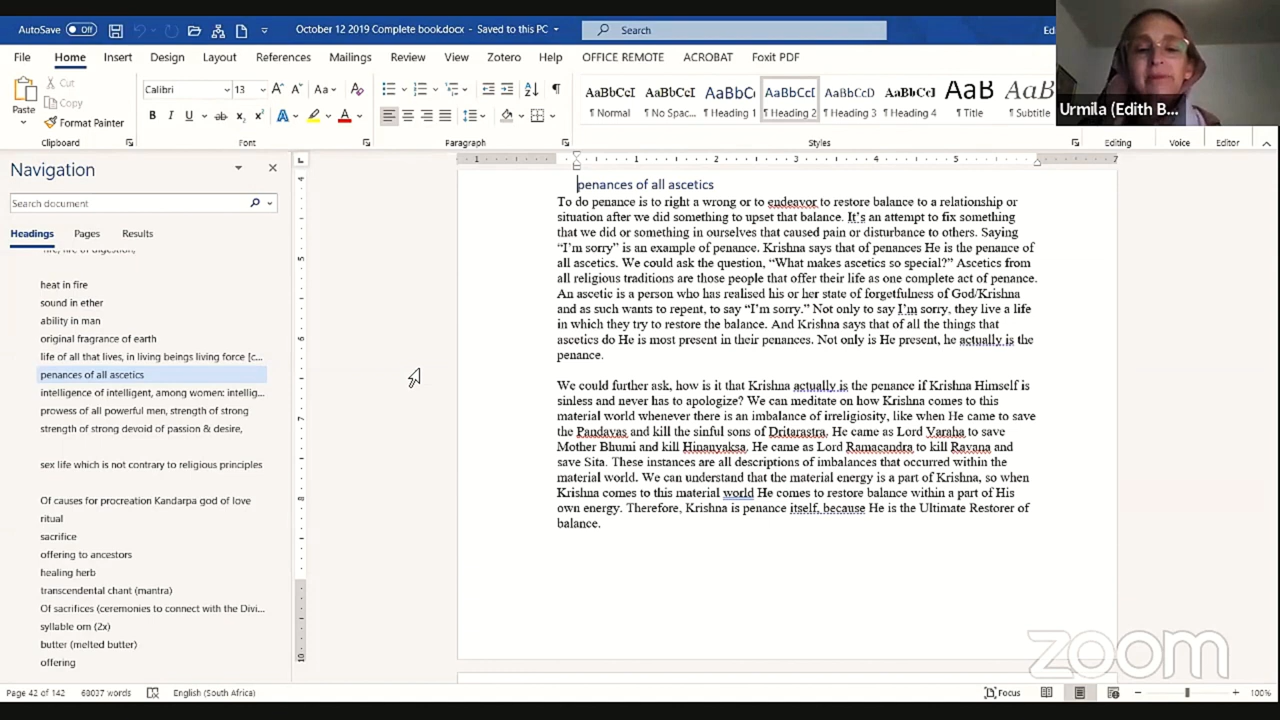 AutoSave Off
October 12 2019 Complete book.docx - Saved to this PC
Search
File Home Insert Design Layout References Mailings Review View Zotero Help OFFICE REMOTE ACROBAT Foxit PDF
Urmila (Edith B...
Paste
Cut
Copy
Format Painter
Clipboard
Calibri 13
Font
Paragraph
AaBbCcI AaBbCcI AaBbCc AaBbCcI AaBbCcD AaBbCcI AaB AaBbCc
¶ Normal ¶ No Spac... ¶ Heading 1 ¶ Heading 2 ¶ Heading 3 ¶ Heading 4 ¶ Title ¶ Subtitle
Styles
Editing
Voice
Editor
Navigation
Search document
Headings Pages Results
heat in fire
sound in ether
ability in man
original fragrance of earth
life of all that lives, in living beings living force [c...
penances of all ascetics
intelligence of intelligent, among women: intellig...
prowess of all powerful men, strength of strong
strength of strong devoid of passion & desire,
sex life which is not contrary to religious principles
Of causes for procreation Kandarpa god of love
ritual
sacrifice
offering to ancestors
healing herb
transcendental chant (mantra)
Of sacrifices (ceremonies to connect with the Divi...
syllable om (2x)
butter (melted butter)
offering
penances of all ascetics
To do penance is to right a wrong or to endeavor to restore balance to a relationship or
situation after we did something to upset that balance. It's an attempt to fix something
that we did or something in ourselves that caused pain or disturbance to others. Saying
“I'm sorry” is an example of penance. Krishna says that of penances He is the penance of
all ascetics. We could ask the question, “What makes ascetics so special?” Ascetics from
all religious traditions are those people that offer their life as one complete act of penance.
An ascetic is a person who has realised his or her state of forgetfulness of God/Krishna
and as such wants to repent, to say “I'm sorry.” Not only to say I'm sorry, they live a life
in which they try to restore the balance. And Krishna says that of all the things that
ascetics do He is most present in their penances. Not only is He present, he actually is the
penance.
We could further ask, how is it that Krishna actually is the penance if Krishna Himself is
sinless and never has to apologize? We can meditate on how Krishna comes to this
material world whenever there is an imbalance of irreligiosity, like when He came to save
the Pandavas and kill the sinful sons of Dritarastra. He came as Lord Varaha to save
Mother Bhumi and kill Hinanyaksa. He came as Lord Ramacandra to kill Ravana and
save Sita. These instances are all descriptions of imbalances that occurred within the
material world. We can understand that the material energy is a part of Krishna, so when
Krishna comes to this material world He comes to restore balance within a part of His
own energy. Therefore, Krishna is penance itself, because He is the Ultimate Restorer of
balance.
zoom
Page 42 of 142 68037 words English (South Africa) Focus 100%